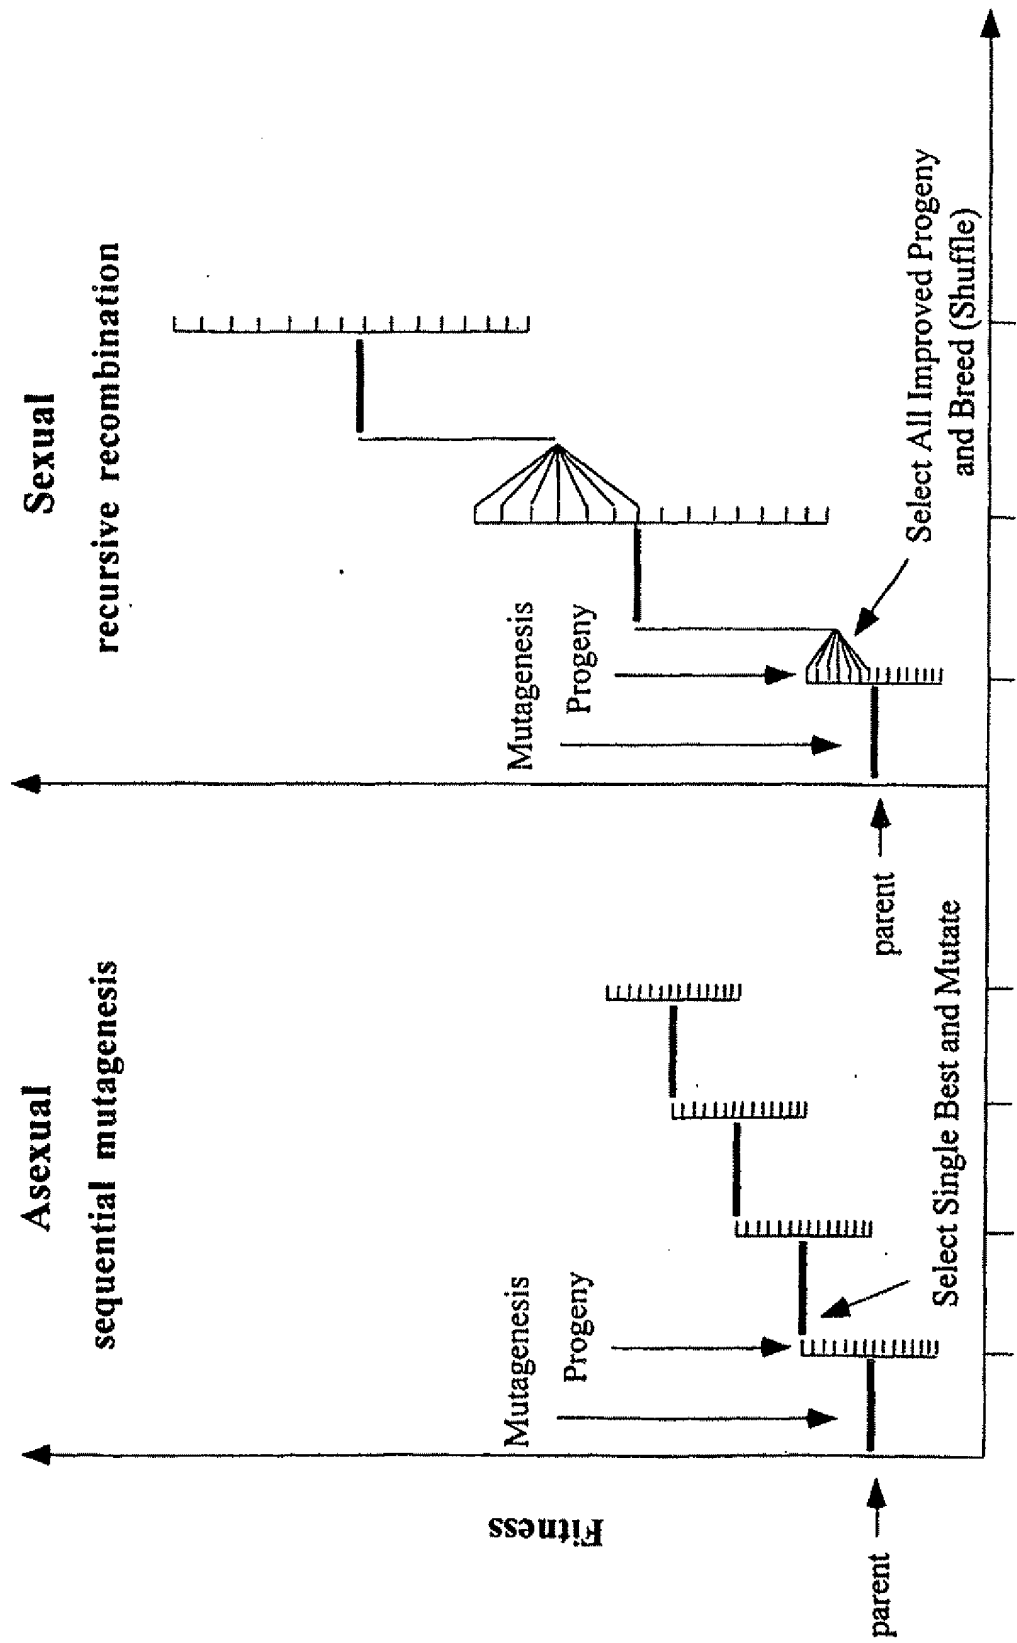 Asexual
sequential mutagenesis
Sexual
recursive recombination
Fitness
Mutagenesis
Progeny
parent
Select Single Best and Mutate
Mutagenesis
Progeny
parent
Select All Improved Progeny
and Breed (Shuffle)